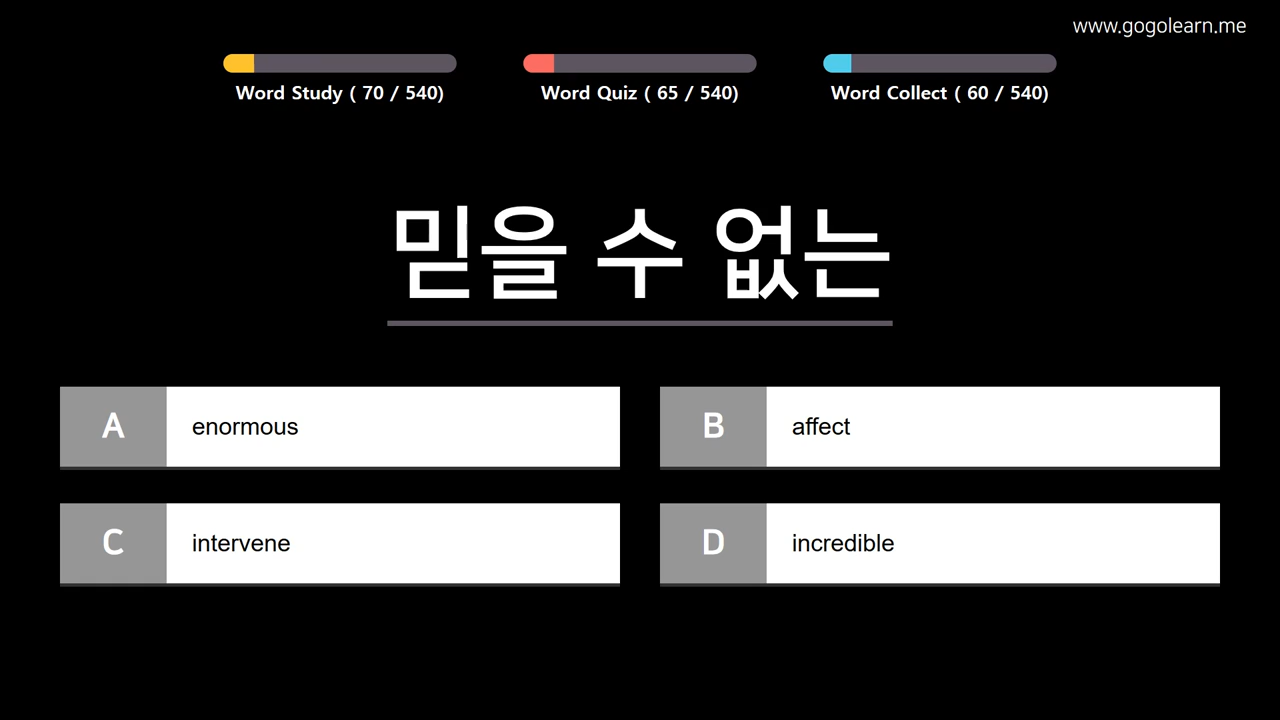 www.gogolearn.me
Word Study ( 70 / 540)
Word Quiz ( 65 / 540)
Word Collect ( 60 / 540)
믿을 수 없는
A enormous
B affect
C intervene
D incredible